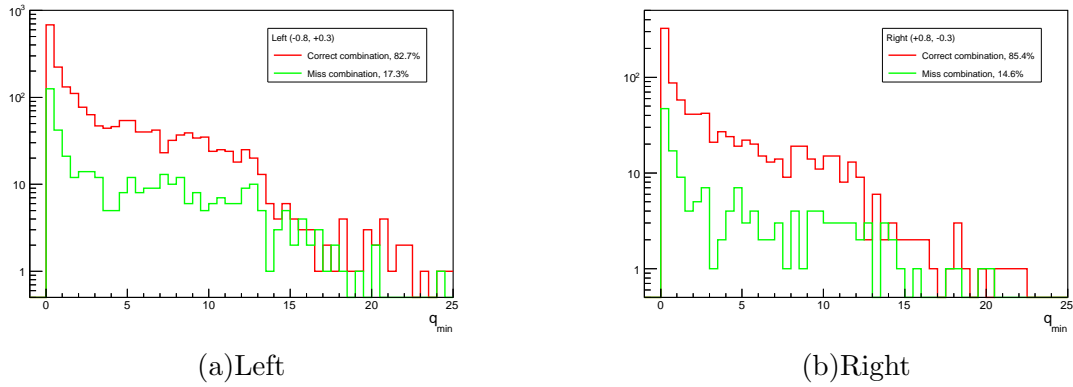 10³
Left (-0.8, +0.3)
Correct combination, 82.7%
Miss combination, 17.3%
10²
10
1
0 5 10 15 20 25
q_min
(a)Left
Right (+0.8, -0.3)
Correct combination, 85.4%
Miss combination, 14.6%
10²
10
1
0 5 10 15 20 25
q_min
(b)Right